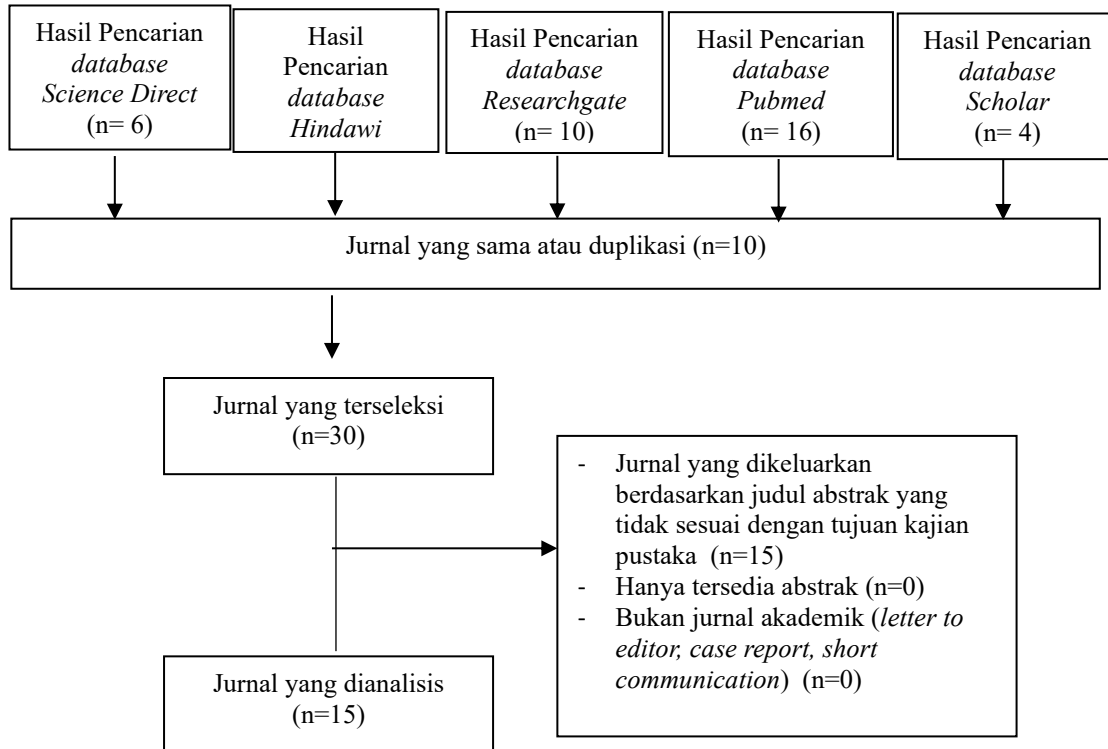 Hasil Pencarian
database
Science Direct
(n= 6)
Hasil
Pencarian
database
Hindawi
Hasil Pencarian
database
Researchgate
(n= 10)
Hasil Pencarian
database
Pubmed
(n= 16)
Hasil Pencarian
database
Scholar
(n= 4)
Jurnal yang sama atau duplikasi (n=10)
Jurnal yang terseleksi
(n=30)
- Jurnal yang dikeluarkan
berdasarkan judul abstrak yang
tidak sesuai dengan tujuan kajian
pustaka (n=15)
- Hanya tersedia abstrak (n=0)
- Bukan jurnal akademik (letter to
editor, case report, short
communication) (n=0)
Jurnal yang dianalisis
(n=15)